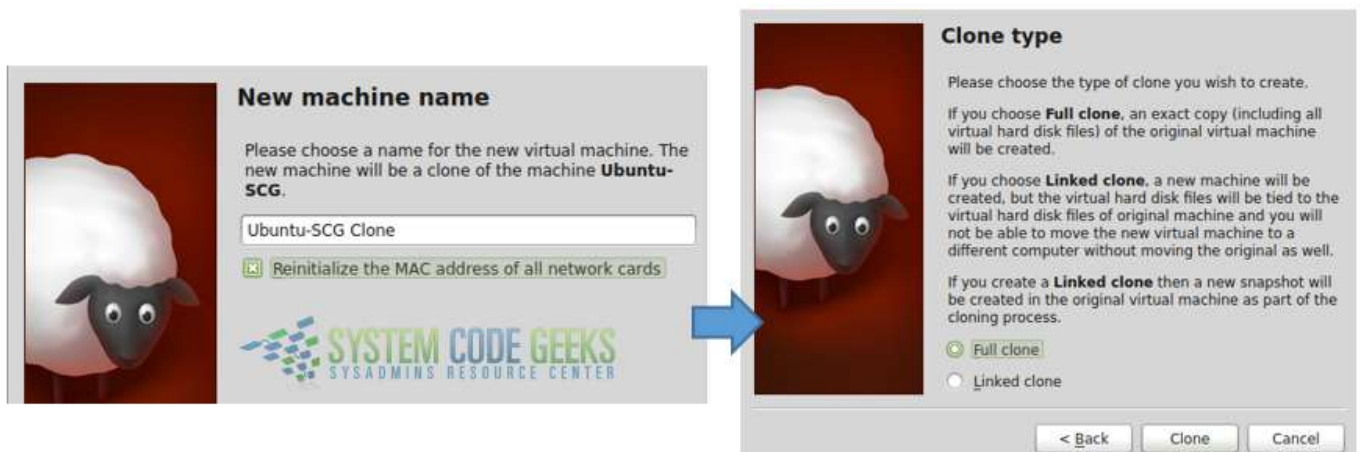 New machine name
Please choose a name for the new virtual machine. The
new machine will be a clone of the machine Ubuntu-
SCG.
Ubuntu-SCG Clone
Reinitialize the MAC address of all network cards
SYSTEM CODE GEEKS
SYSADMINS RESOURCE CENTER
Clone type
Please choose the type of clone you wish to create.
If you choose Full clone, an exact copy (including all
virtual hard disk files) of the original virtual machine
will be created.
If you choose Linked clone, a new machine will be
created, but the virtual hard disk files will be tied to the
virtual hard disk files of original machine and you will
not be able to move the new virtual machine to a
different computer without moving the original as well.
If you create a Linked clone then a new snapshot will
be created in the original virtual machine as part of the
cloning process.
Full clone
Linked clone
< Back
Clone
Cancel